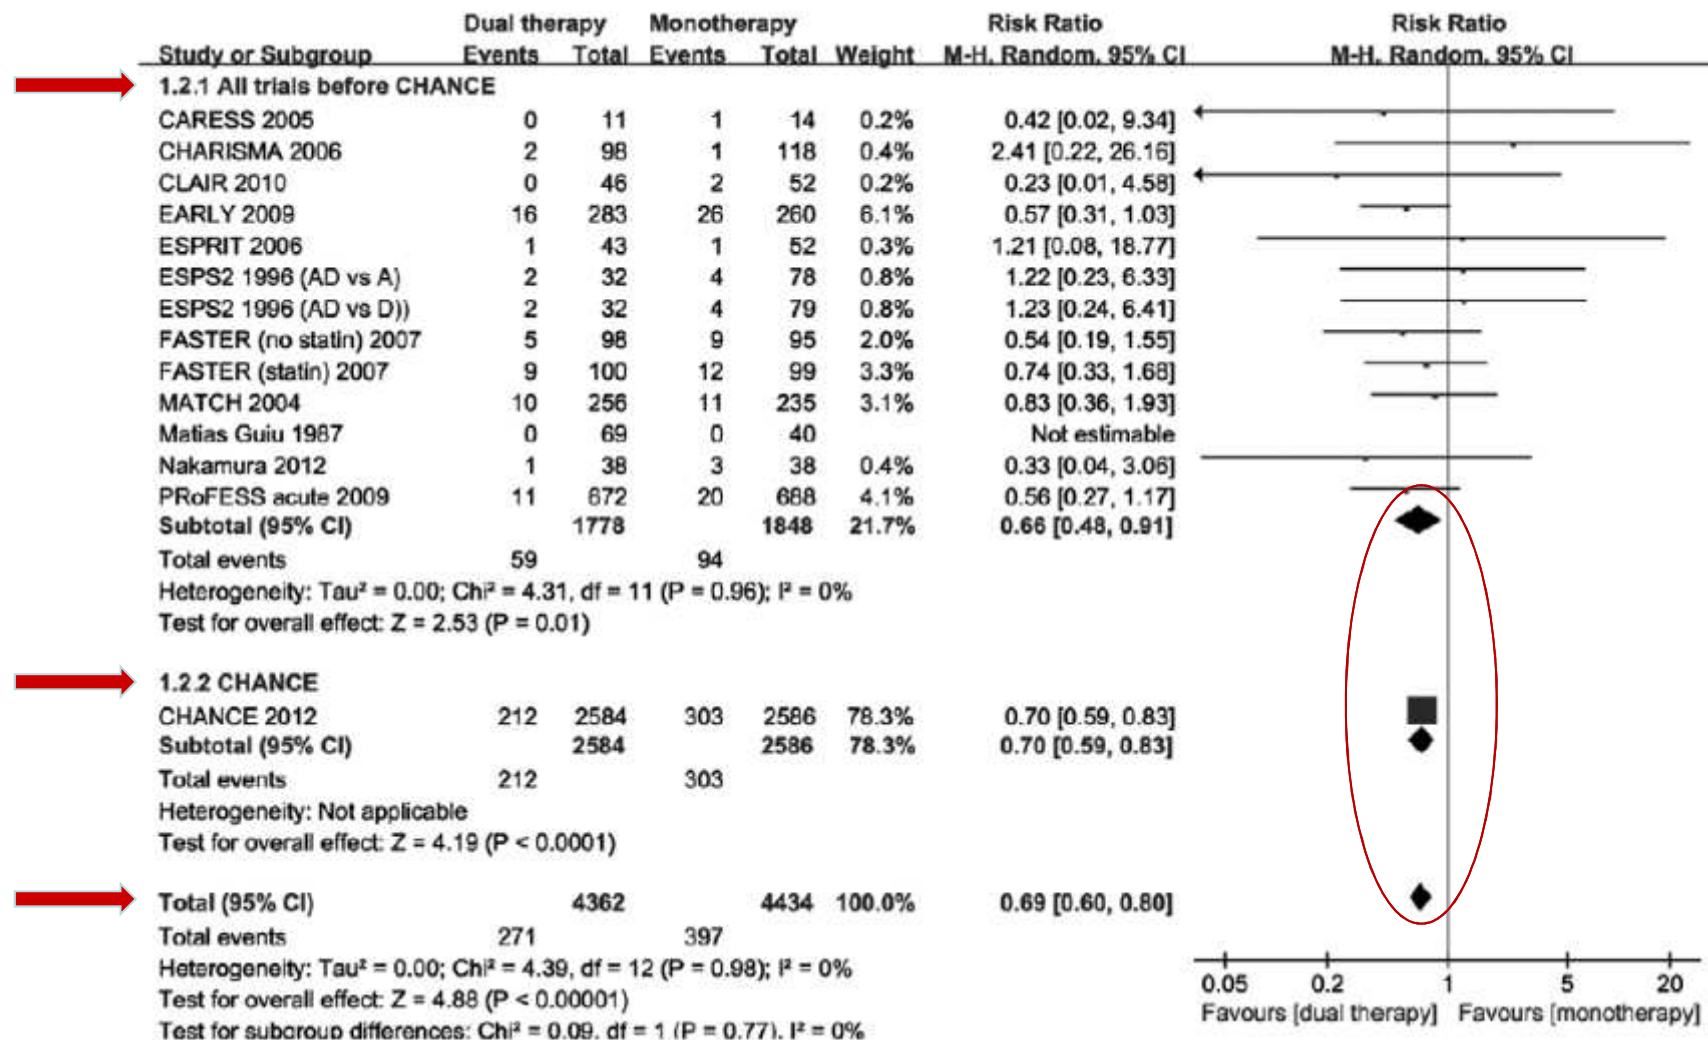 Dual therapy Monotherapy Risk Ratio Risk Ratio
Study or Subgroup Events Total Events Total Weight M-H, Random, 95% CI M-H, Random, 95% CI
1.2.1 All trials before CHANCE
CARESS 2005 0 11 1 14 0.2% 0.42 [0.02, 9.34]
CHARISMA 2006 2 98 1 118 0.4% 2.41 [0.22, 26.16]
CLAIR 2010 0 46 2 52 0.2% 0.23 [0.01, 4.58]
EARLY 2009 16 283 26 260 6.1% 0.57 [0.31, 1.03]
ESPRIT 2006 1 43 1 52 0.3% 1.21 [0.08, 18.77]
ESPS2 1996 (AD vs A) 2 32 4 78 0.8% 1.22 [0.23, 6.33]
ESPS2 1996 (AD vs D)) 2 32 4 79 0.8% 1.23 [0.24, 6.41]
FASTER (no statin) 2007 5 98 9 95 2.0% 0.54 [0.19, 1.55]
FASTER (statin) 2007 9 100 12 99 3.3% 0.74 [0.33, 1.68]
MATCH 2004 10 256 11 235 3.1% 0.83 [0.36, 1.93]
Matias Guiu 1987 0 69 0 40 Not estimable
Nakamura 2012 1 38 3 38 0.4% 0.33 [0.04, 3.06]
PRoFESS acute 2009 11 672 20 688 4.1% 0.56 [0.27, 1.17]
Subtotal (95% CI) 1778 1848 21.7% 0.66 [0.48, 0.91]
Total events 59 94
Heterogeneity: Tau² = 0.00; Chi² = 4.31, df = 11 (P = 0.96); I² = 0%
Test for overall effect: Z = 2.53 (P = 0.01)
1.2.2 CHANCE
CHANCE 2012 212 2584 303 2586 78.3% 0.70 [0.59, 0.83]
Subtotal (95% CI) 2584 2586 78.3% 0.70 [0.59, 0.83]
Total events 212 303
Heterogeneity: Not applicable
Test for overall effect: Z = 4.19 (P < 0.0001)
Total (95% CI) 4362 4434 100.0% 0.69 [0.60, 0.80]
Total events 271 397
Heterogeneity: Tau² = 0.00; Chi² = 4.39, df = 12 (P = 0.98); I² = 0%
Test for overall effect: Z = 4.88 (P < 0.00001)
Test for subgroup differences: Chi² = 0.09, df = 1 (P = 0.77), I² = 0%
0.05 0.2 1 5 20
Favours [dual therapy] Favours [monotherapy]